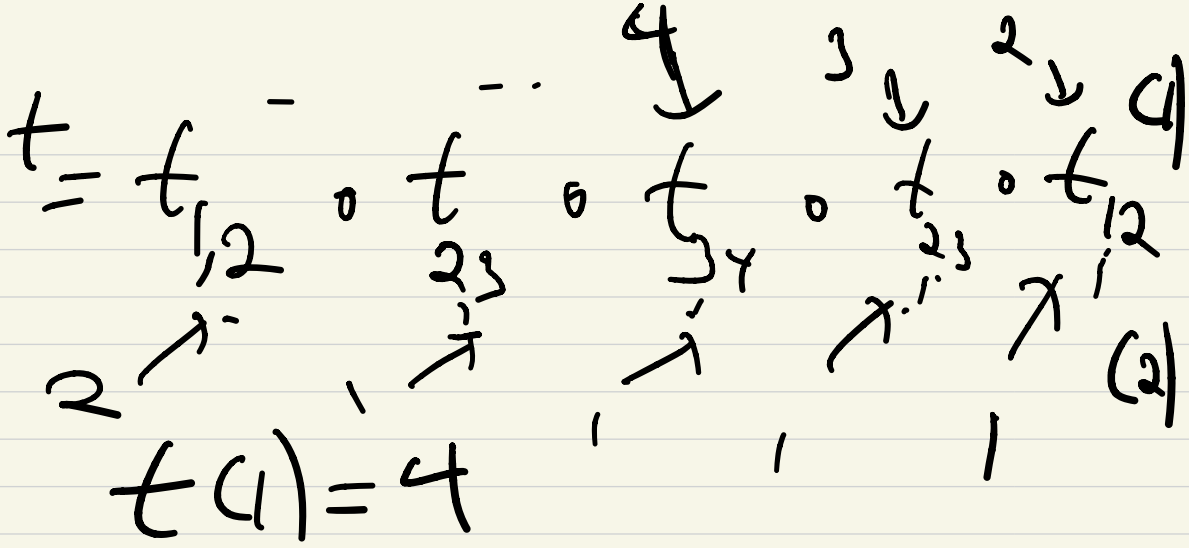 4 3 2
t = t1,2 ∘ t23 ∘ t34 ∘ t23 ∘ t12 (1)
2 1 1 1 1 (2)
t(1) = 4